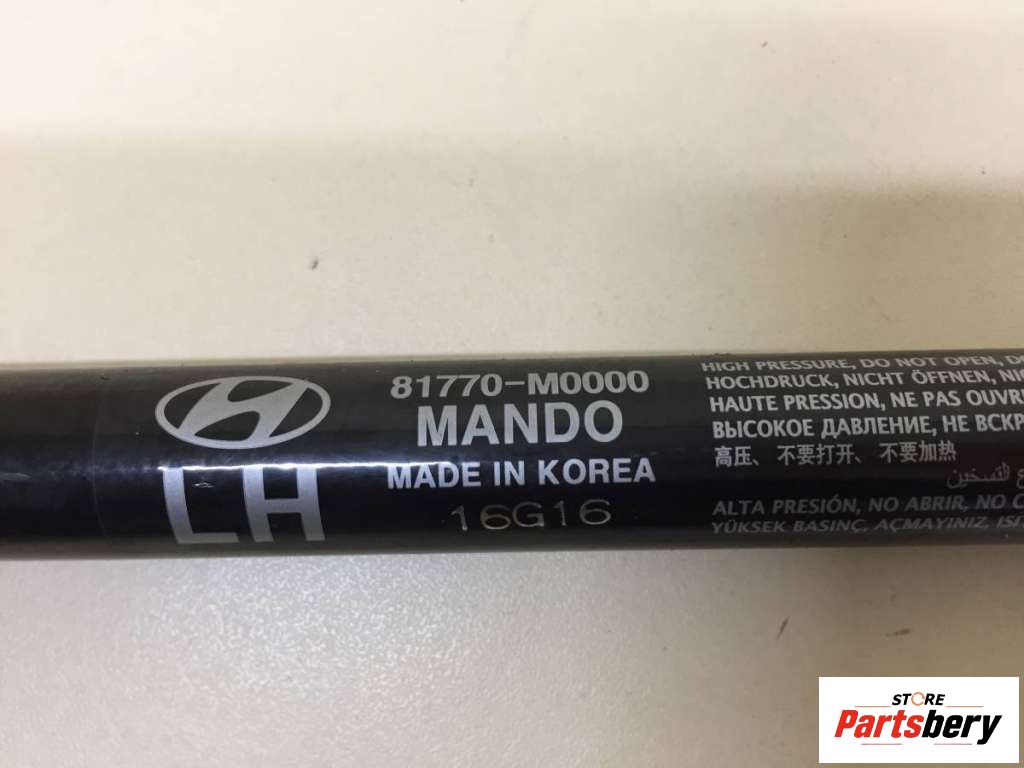 81770-M0000
MANDO
MADE IN KOREA
16G16
LH
HIGH PRESSURE, DO NOT OPEN,
HOCHDRUCK, NICHT ÖFFNEN,
HAUTE PRESSION, NE PAS
ВЫСОКОЕ ДАВЛЕНИЕ, НЕ
高压、不要打开、不要加热
للتسخين
ALTA PRESIÓN, NO ABRIR, NO
YÜKSEK BASINÇ, AÇMAYINIZ,
STORE
Partsbery